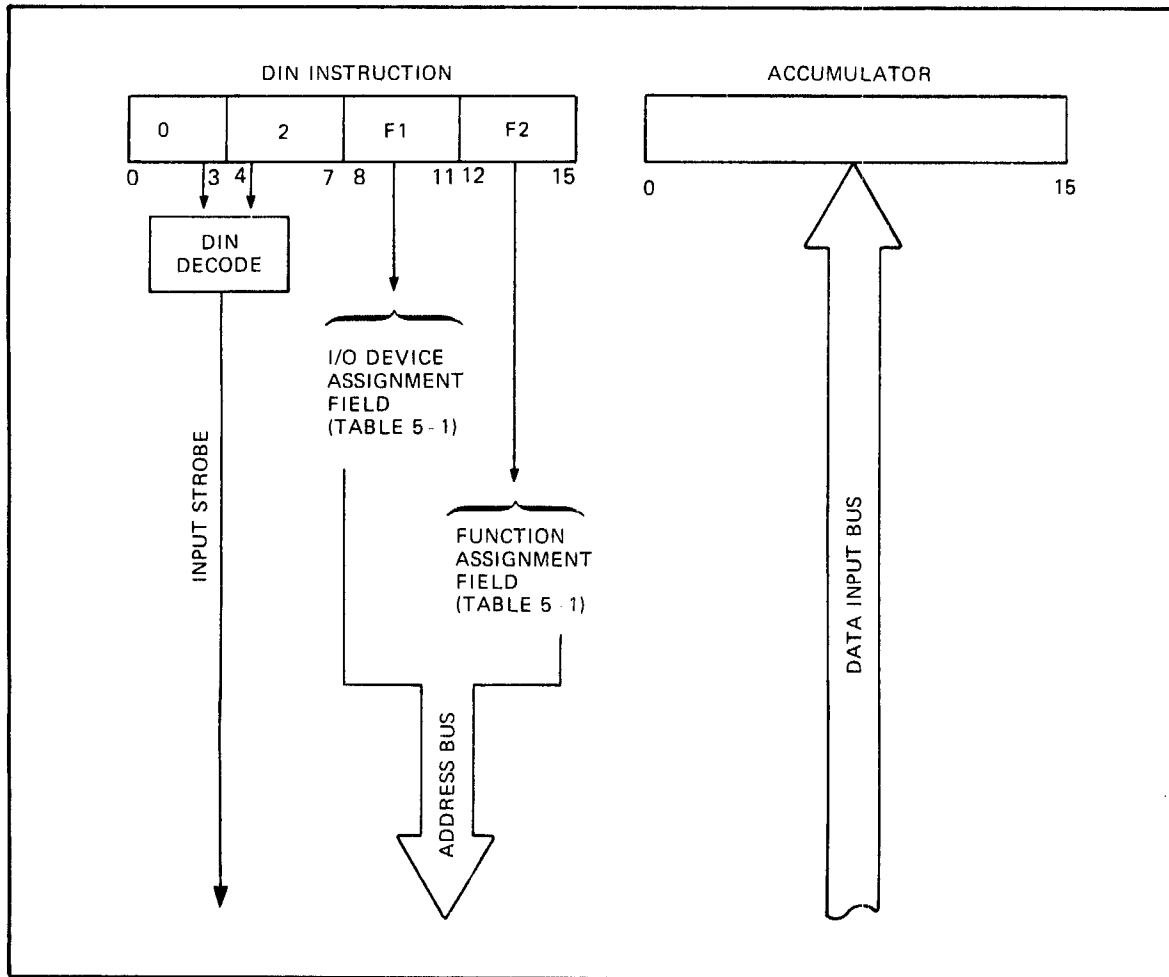 DIN INSTRUCTION
ACCUMULATOR
0 2 F1 F2
0 3 4 7 8 11 12 15
0 15
DIN
DECODE
I/O DEVICE
ASSIGNMENT
FIELD
(TABLE 5-1)
FUNCTION
ASSIGNMENT
FIELD
(TABLE 5-1)
INPUT STROBE
ADDRESS BUS
DATA INPUT BUS